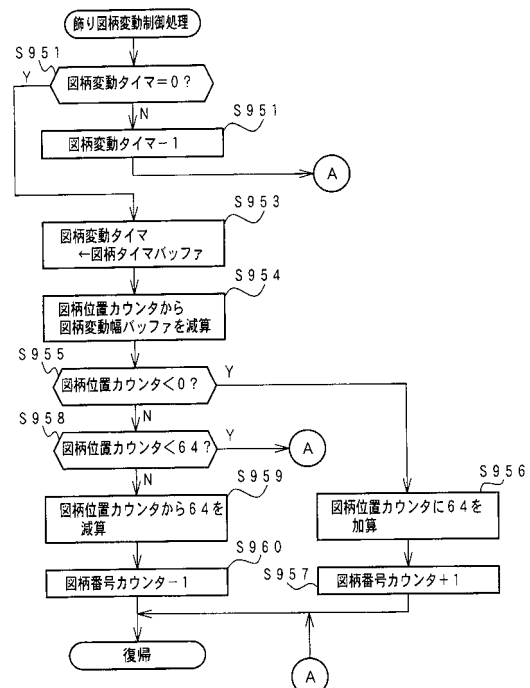 飾り図柄変動制御処理
S951
Y
図柄変動タイマ=0?
N
S951
図柄変動タイマ-1
A
S953
図柄変動タイマ
←図柄タイマバッファ
S954
図柄位置カウンタから
図柄変動幅バッファを減算
S955
図柄位置カウンタ<0?
Y
N
S958
図柄位置カウンタ<64?
Y
A
N
S959
図柄位置カウンタから64を
減算
S956
図柄位置カウンタに64を
加算
S960
図柄番号カウンタ-1
S957
図柄番号カウンタ+1
復帰
A